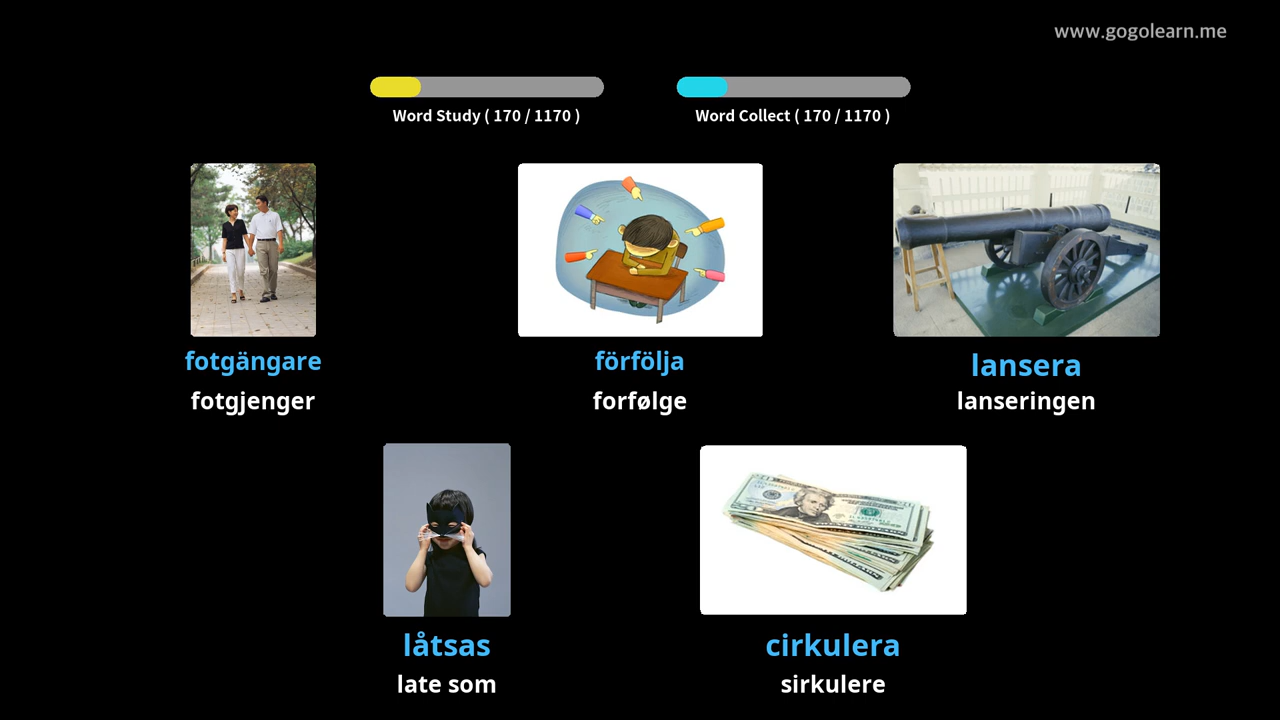 www.gogolearn.me
Word Study ( 170 / 1170 )
Word Collect ( 170 / 1170 )
fotgängare
fotgjenger
förfölja
forfølge
lansera
lanseringen
låtsas
late som
cirkulera
sirkulere